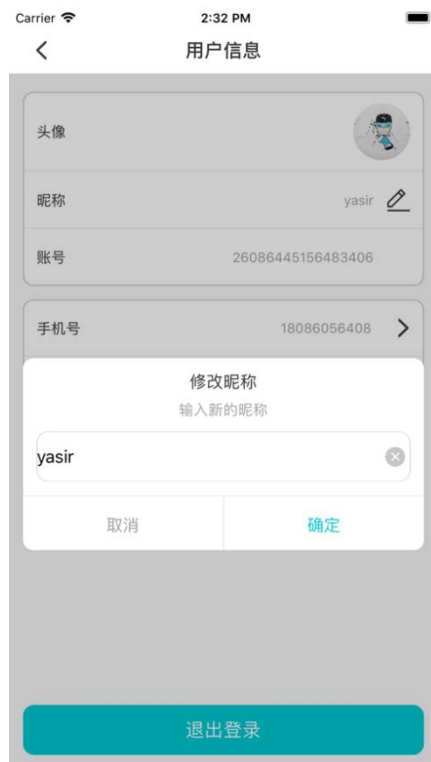 Carrier 2:32 PM
用户信息
头像
昵称 yasir
账号 26086445156483406
手机号 18086056408
修改昵称
输入新的昵称
yasir
取消 确定
退出登录